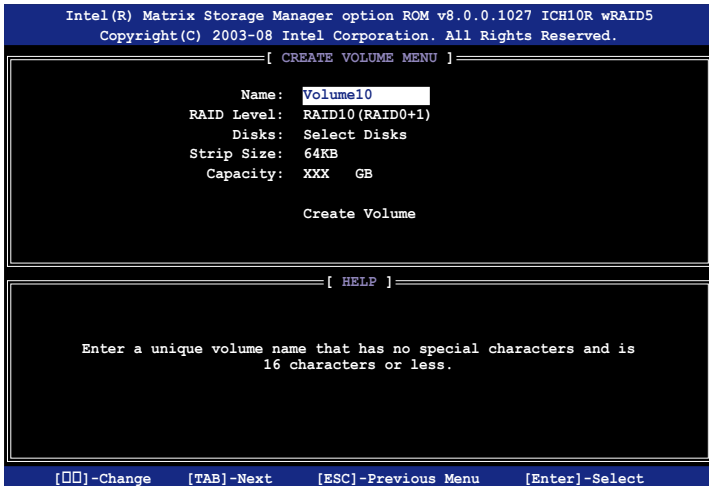 Intel(R) Matrix Storage Manager option ROM v8.0.0.1027 ICH10R wRAID5
Copyright(C) 2003-08 Intel Corporation. All Rights Reserved.
[ CREATE VOLUME MENU ]
Name: Volume10
RAID Level: RAID10(RAID0+1)
Disks: Select Disks
Strip Size: 64KB
Capacity: XXX GB
Create Volume
[ HELP ]
Enter a unique volume name that has no special characters and is
16 characters or less.
[▯▯]-Change [TAB]-Next [ESC]-Previous Menu [Enter]-Select